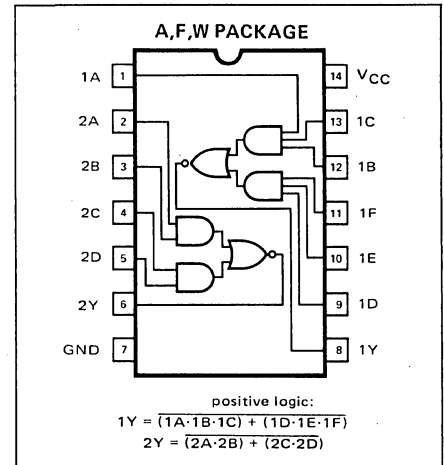 A,F,W PACKAGE
1A 1 14 VCC
2A 2 13 1C
2B 3 12 1B
2C 4 11 1F
2D 5 10 1E
2Y 6 9 1D
GND 7 8 1Y
positive logic:
1Y = (1A·1B·1C) + (1D·1E·1F)
2Y = (2A·2B) + (2C·2D)